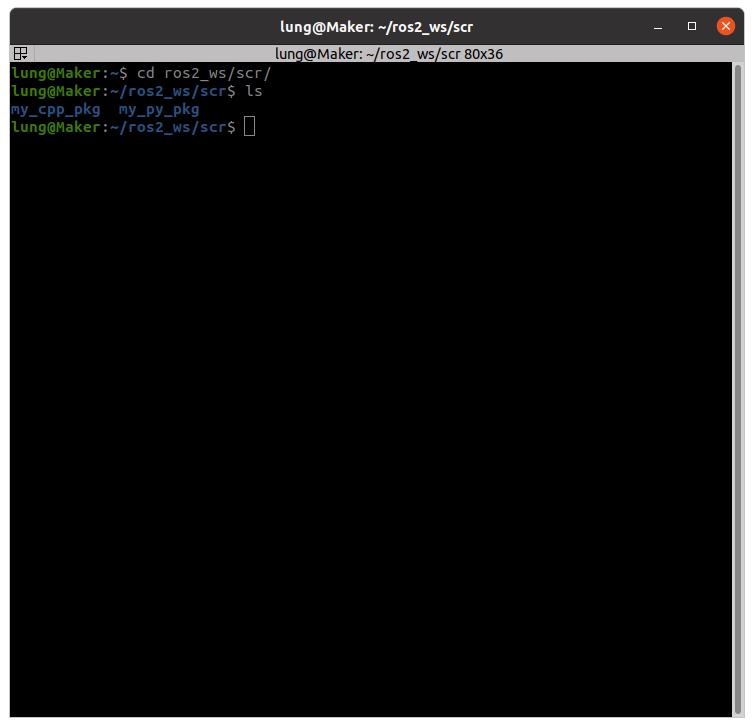 lung@Maker: ~/ros2_ws/scr
lung@Maker: ~/ros2_ws/scr 80x36
lung@Maker:~$ cd ros2_ws/scr/
lung@Maker:~/ros2_ws/scr$ ls
my_cpp_pkg  my_py_pkg
lung@Maker:~/ros2_ws/scr$